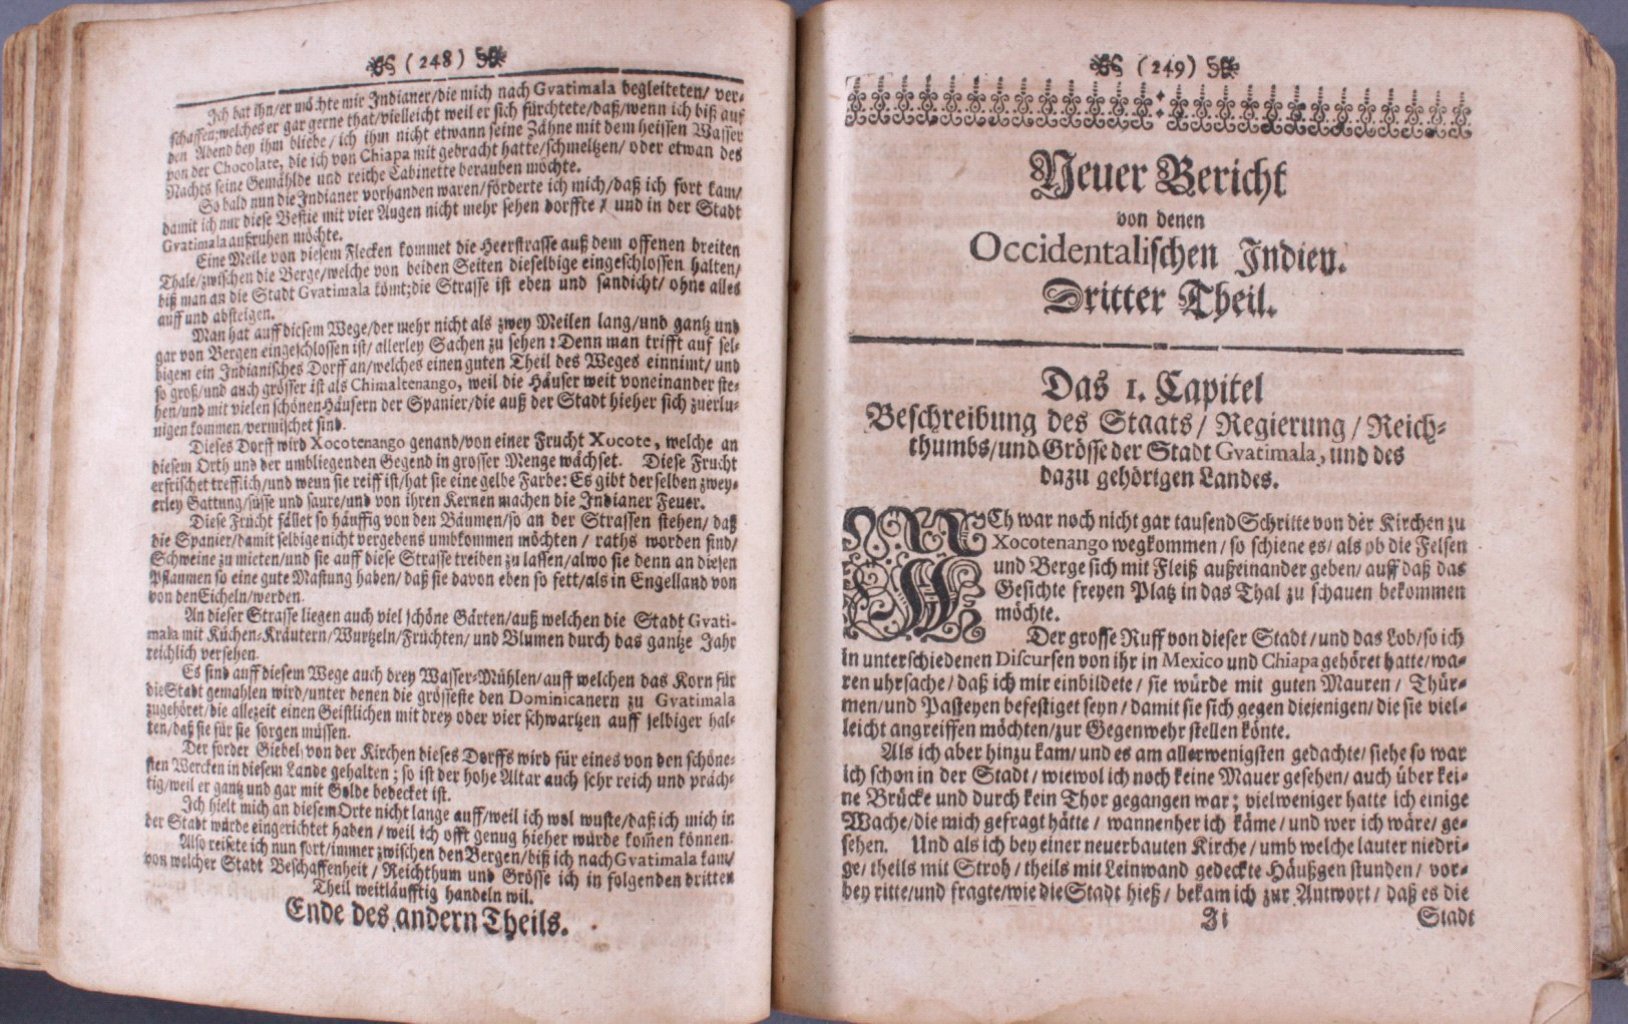 (248)
Ich bat ihn/er möchte mir Indianer/die mich nach Gvatimala begleiteten/ ver-
schaffen; welches er gar gerne that/vielleicht weil er sich fürchtete/daß/wenn ich biß auf
den Abend bey ihm bliebe/ich ihm nicht etwann seine Zähne mit dem heissen Wasser
von der Chocolate, die ich von Chiapa mit gebracht hatte/schmeltzen/ oder etwan des
Nachts seine Gemählde und reiche Cabinette berauben möchte.
So bald nun die Indianer vorhanden waren/förderte ich mich/daß ich fort kam/
damit ich nur diese Bestie mit vier Augen nicht mehr sehen dorffte/ und in der Stadt
Gvatimala außruhen möchte.
Eine Meile von diesem Flecken kommet die Heerstrasse auß dem offenen breiten
Thale/zwischen die Berge/welche von beiden Seiten dieselbige eingeschlossen halten/
biß man an die Stadt Gvatimala kömt; die Strasse ist eben und sandicht/ ohne alles
auff und absteigen.
Man hat auff diesem Wege/der mehr nicht als zwey Meilen lang/und gantz und
gar von Bergen eingeschlossen ist/allerley Sachen zu sehen: Denn man trifft auf sel-
bigem ein Indianisches Dorff an/welches einen guten Theil des Weges einnimt/ und
so groß/und auch grösser ist als Chimaltenango, weil die Häuser weit voneinander ste-
hen/und mit vielen schönen Häusern der Spanier/die auß der Stadt hieher sich zuerlu-
nigen kommen/vermischet sind.
Dieses Dorff wird Xocotenango genand/von einer Frucht Xocote, welche an
diesem Orth und der umbliegenden Gegend in grosser Menge wächset. Diese Frucht
erfrischet trefflich/und wenn sie reiff ist/hat sie eine gelbe Farbe: Es gibt derselben zwey-
erley Gattung/süsse und saure/und von ihren Kernen machen die Indianer Feuer.
Diese Frucht fället so häuffig von den Bäumen/so an der Strassen stehen/ daß
die Spanier/damit selbige nicht vergebens umbkommen möchten / raths worden sind/
Schweine zu mieten/und sie auff diese Strasse treiben zu lassen/alwo sie denn an diesen
Pflaumen so eine gute Mastung haben/ daß sie davon eben so fett/als in Engelland von
von den Eicheln/werden.
An dieser Strasse liegen auch viel schöne Gärten/auß welchen die Stadt Gvati-
mala mit Küchen-Kräutern/Wurtzeln/Früchten/ und Blumen durch das gantze Jahr
reichlich versehen.
Es sind auff diesem Wege auch drey Wasser-Mühlen/auff welchen das Korn für
die Stadt gemahlen wird/unter denen die grösseste den Dominicanern zu Gvatimala
zugehöret/die allezeit einen Geistlichen mit drey oder vier schwartzen auff selbiger hal-
ten/daß sie für sie sorgen müssen.
Der forder Giebel von der Kirchen dieses Dorffs wird für eines von den schöne-
sten Wercken in diesem Lande gehalten; so ist der hohe Altar auch sehr reich und präch-
tig/weil er gantz und gar mit Golde bedecket ist.
Ich hielt mich an diesem Orte nicht lange auff/weil ich wol wuste/daß ich mich in
der Stadt würde eingerichtet haben / weil ich offt genug hieher würde kom̃en können.
Also reisete ich nun fort/immer zwischen den Bergen/biß ich nach Gvatimala kam/
von welcher Stadt Beschaffenheit / Reichthum und Grösse ich in folgenden dritten
Theil weitläufftig handeln wil.
Ende des andern Theils.
(249)
Neuer Bericht
von denen
Occidentalischen Indien.
Dritter Theil.
Das 1. Capitel
Beschreibung des Staats/ Regierung/ Reich-
thumbs/und Grösse der Stadt Gvatimala, und des
dazu gehörigen Landes.
ICh war noch nicht gar tausend Schritte von der Kirchen zu
Xocotenango wegkommen/ so schiene es/ als ob die Felsen
und Berge sich mit Fleiß außeinander geben/ auff daß das
Gesichte freyen Platz in das Thal zu schauen bekommen
möchte.
Der grosse Ruff von dieser Stadt/und das Lob/so ich
in unterschiedenen Discursen von ihr in Mexico und Chiapa gehöret hatte/wa-
ren uhrsache/ daß ich mir einbildete/ sie würde mit guten Mauren / Thür-
men/und Pasteyen befestiget seyn/damit sie sich gegen diejenigen/die sie viel-
leicht angreiffen möchten/zur Gegenwehr stellen könte.
Als ich aber hinzu kam/ und es am allerwenigsten gedachte/ siehe so war
ich schon in der Stadt/ wiewol ich noch keine Mauer gesehen/ auch über kei-
ne Brücke und durch kein Thor gegangen war; vielweniger hatte ich einige
Wache/die mich gefragt hätte / wannenher ich käme/und wer ich wäre/ ge-
sehen. Und als ich bey einer neuerbauten Kirche/ umb welche lauter niedri-
ge/ theils mit Stroh / theils mit Leinwand gedeckte Häußgen stunden/ vor-
bey ritte/und fragte/wie die Stadt hieß / bekam ich zur Antwort / daß es die
Ii
Stadt